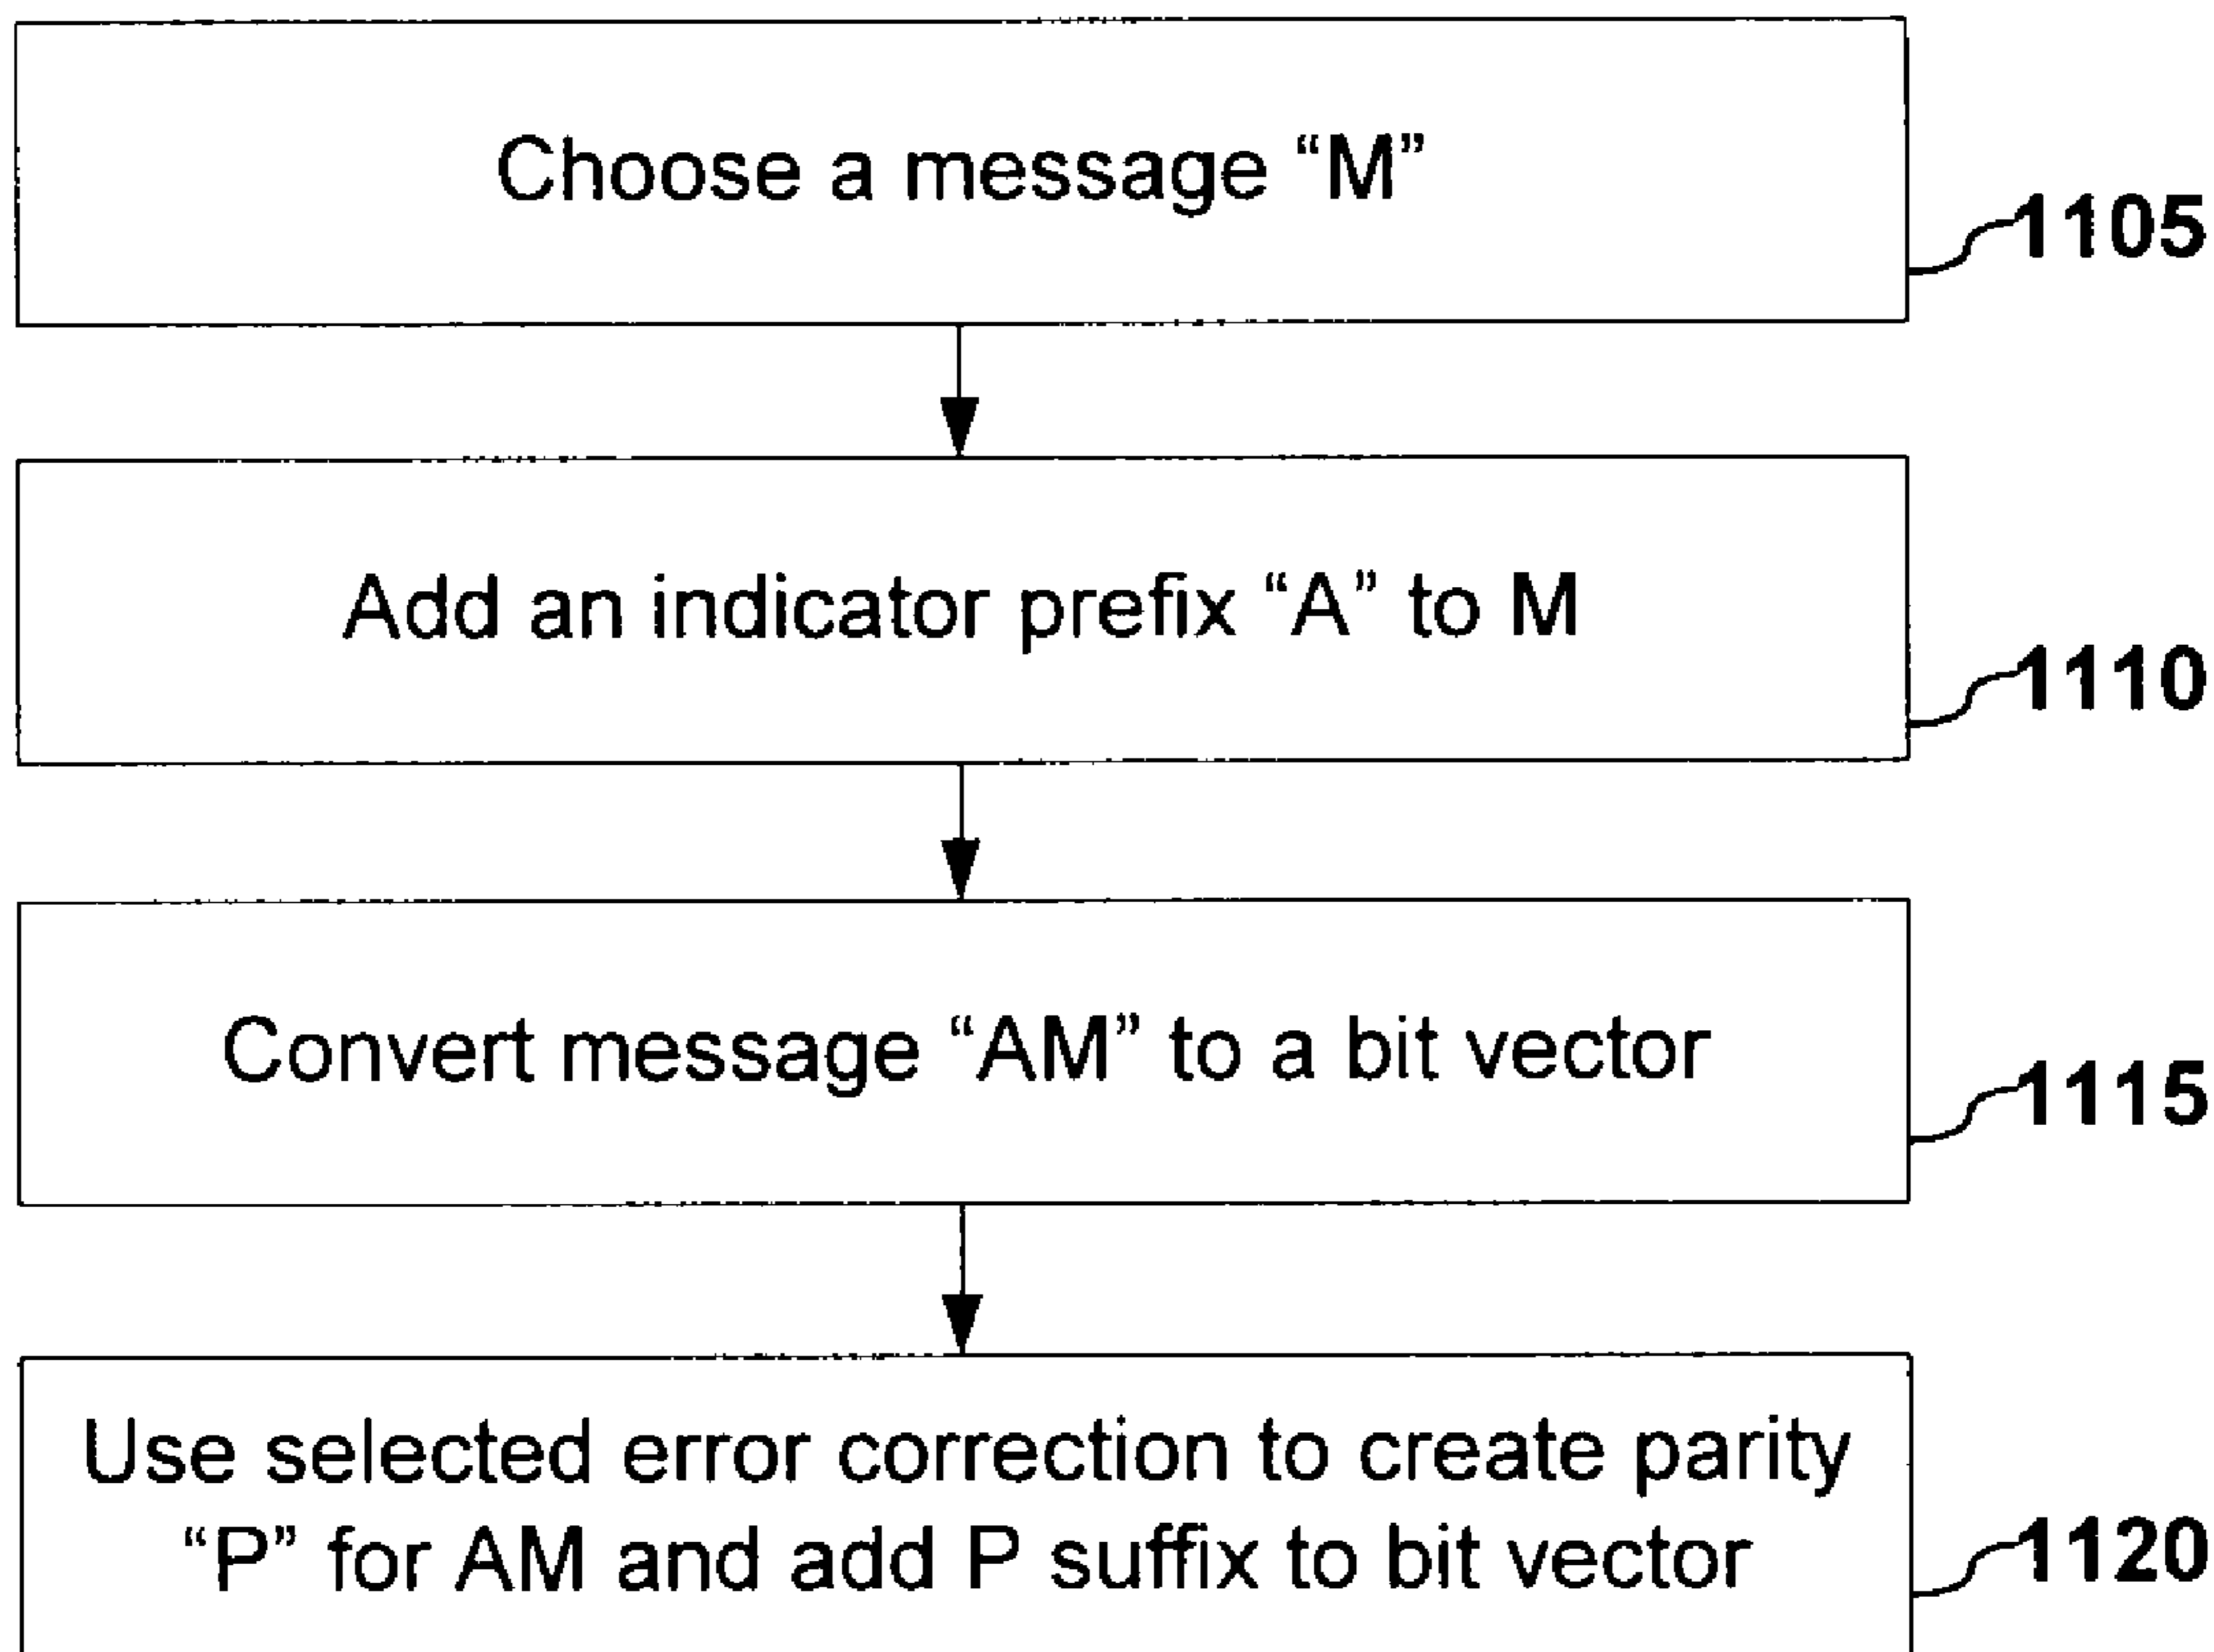 Choose a message “M”
1105
Add an indicator prefix “A” to M
1110
Convert message “AM” to a bit vector
1115
Use selected error correction to create parity
“P” for AM and add P suffix to bit vector
1120